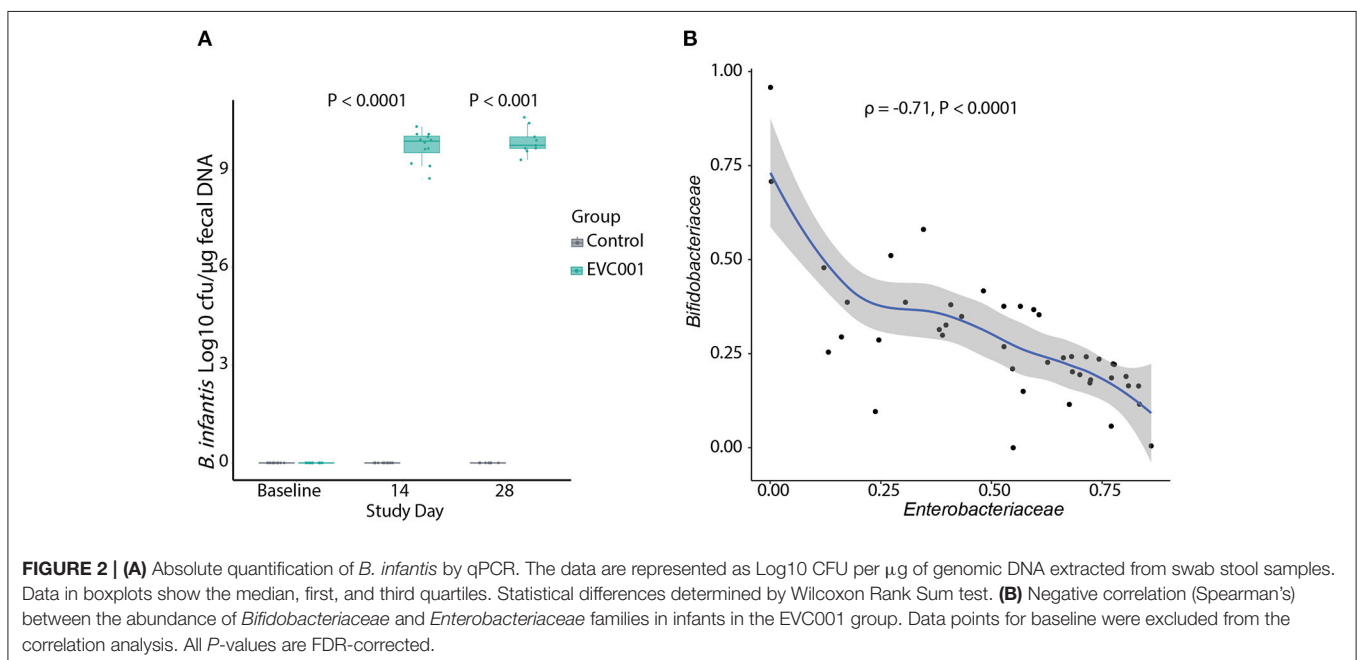 A
P < 0.0001
P < 0.001
B. infantis Log10 cfu/µg fecal DNA
9
6
3
0
Baseline
14
28
Study Day
Group
Control
EVC001
B
ρ = -0.71, P < 0.0001
Bifidobacteriaceae
1.00
0.75
0.50
0.25
0.00
0.00
0.25
0.50
0.75
Enterobacteriaceae
FIGURE 2 | (A) Absolute quantification of B. infantis by qPCR. The data are represented as Log10 CFU per µg of genomic DNA extracted from swab stool samples.
Data in boxplots show the median, first, and third quartiles. Statistical differences determined by Wilcoxon Rank Sum test. (B) Negative correlation (Spearman's)
between the abundance of Bifidobacteriaceae and Enterobacteriaceae families in infants in the EVC001 group. Data points for baseline were excluded from the
correlation analysis. All P-values are FDR-corrected.